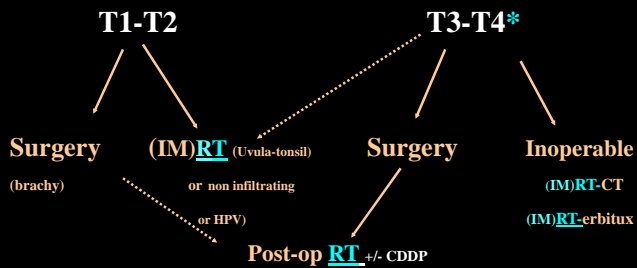 T1-T2 T3-T4*
Surgery (IM)RT (Uvula-tonsil) Surgery Inoperable
(brachy) or non infiltrating (IM)RT-CT
or HPV) (IM)RT-erbitux
Post-op RT +/- CDDP